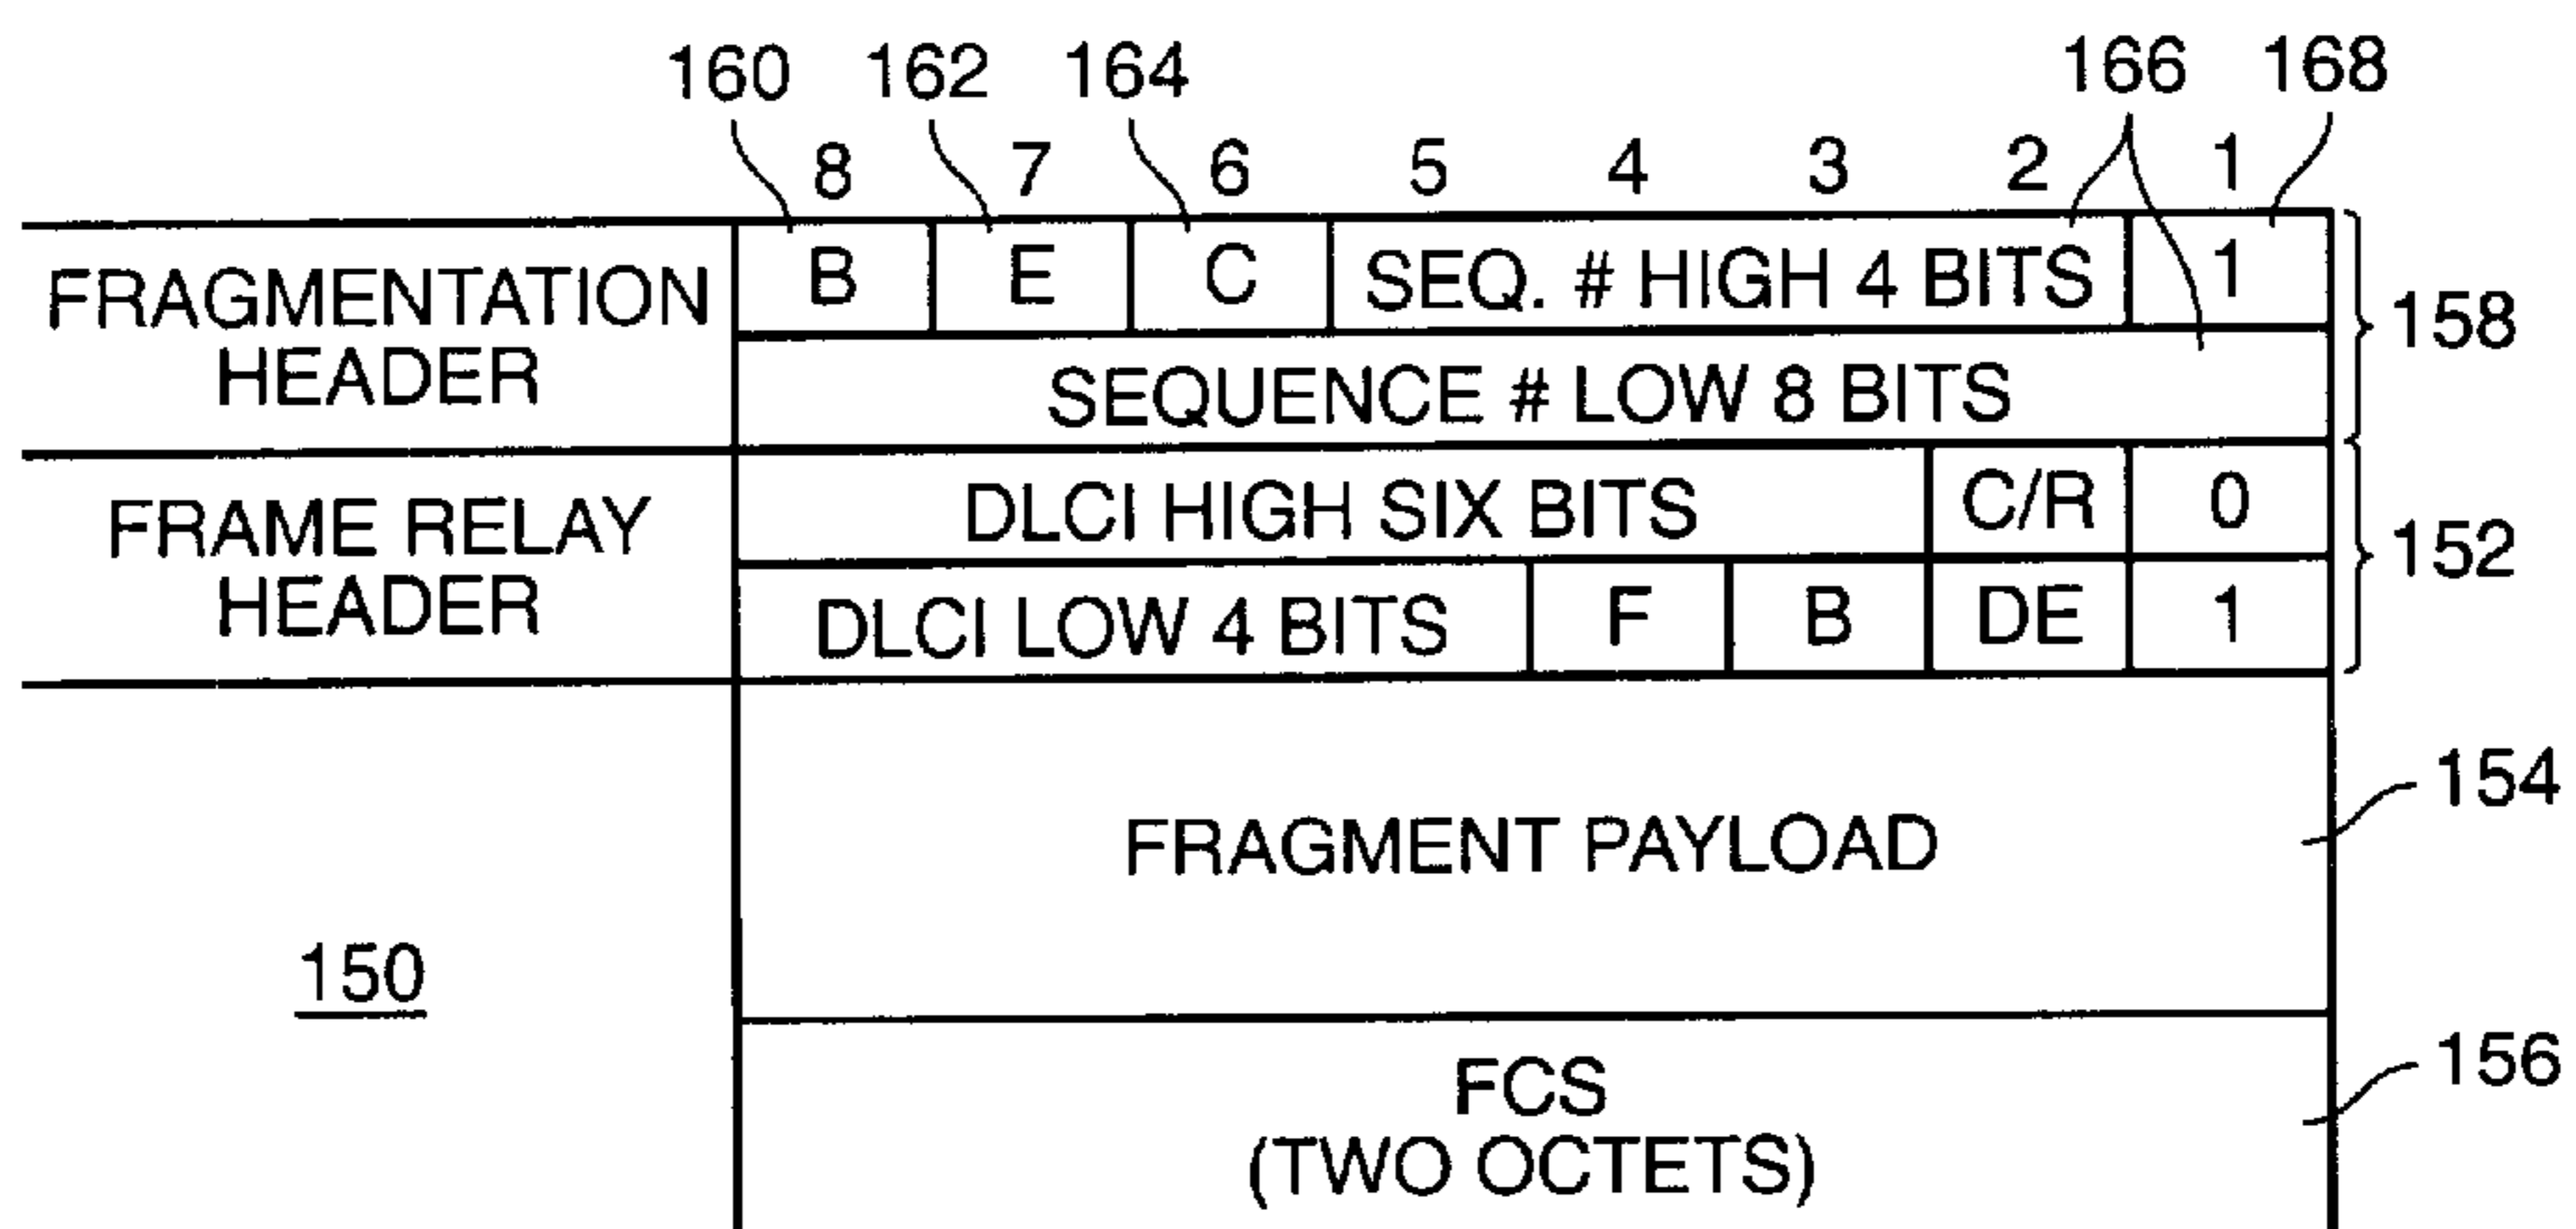 160 162 164 166 168
8 7 6 5 4 3 2 1
FRAGMENTATION
HEADER
B E C SEQ. # HIGH 4 BITS 1
SEQUENCE # LOW 8 BITS
158
FRAME RELAY
HEADER
DLCI HIGH SIX BITS C/R 0
DLCI LOW 4 BITS F B DE 1
152
FRAGMENT PAYLOAD
154
150
FCS
(TWO OCTETS)
156